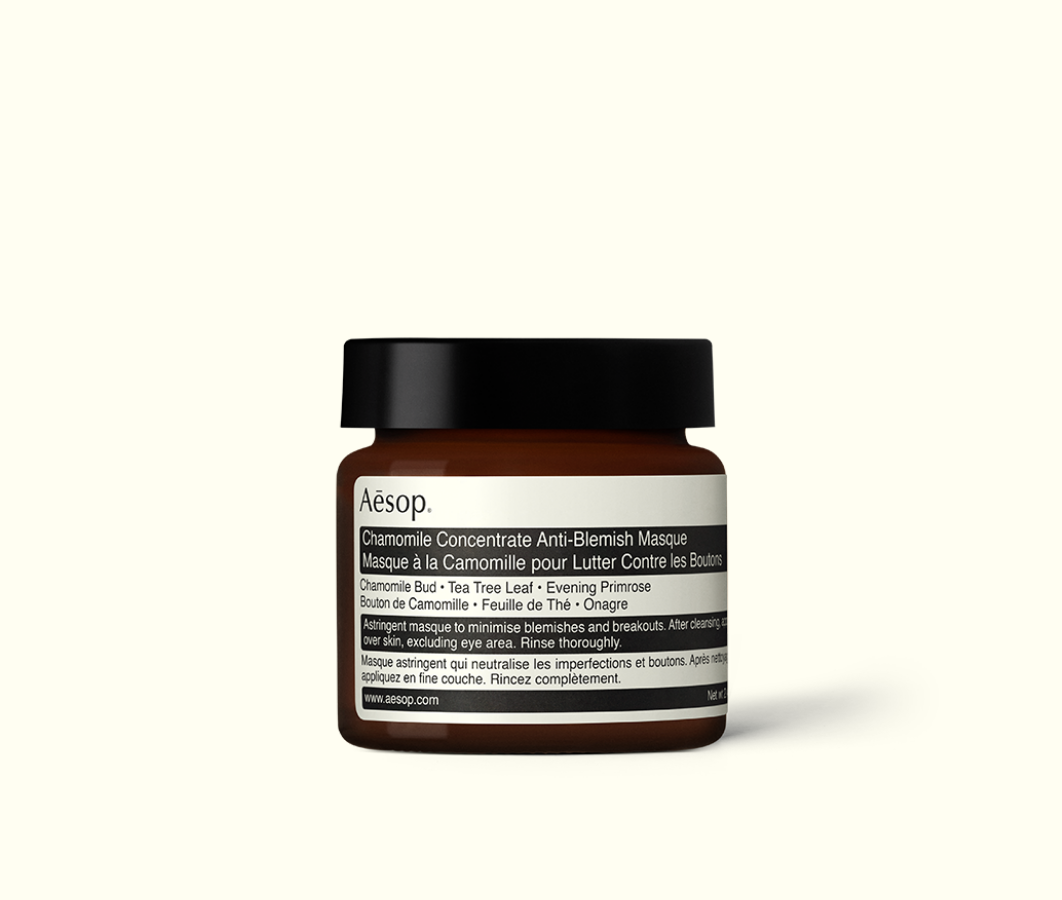 Aēsop.
Chamomile Concentrate Anti-Blemish Masque
Masque à la Camomille pour Lutter Contre les Boutons
Chamomile Bud • Tea Tree Leaf • Evening Primrose
Bouton de Camomille • Feuille de Thé • Onagre
Astringent masque to minimise blemishes and breakouts. After cleansing,
over skin, excluding eye area. Rinse thoroughly.
Masque astringent qui neutralise les imperfections et boutons. Après
appliquez en fine couche. Rincez complètement.
www.aesop.com Net wt